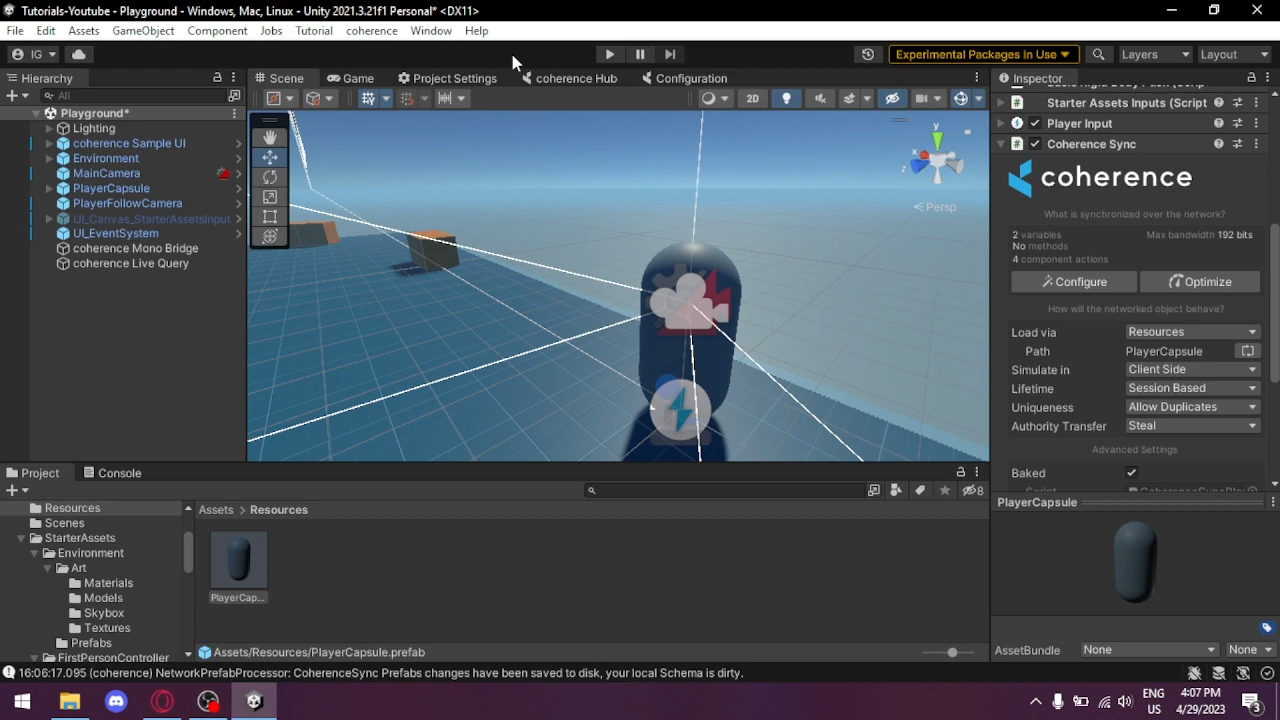 Tutorials-Youtube - Playground - Windows, Mac, Linux - Unity 2021.3.21f1 Personal* <DX11>
File Edit Assets GameObject Component Jobs Tutorial coherence Window Help
IG Experimental Packages In Use Layers Layout
Hierarchy Scene Game Project Settings coherence Hub Configuration Inspector
All 2D
Starter Assets Inputs (Script
Playground*
Lighting
coherence Sample UI
Environment
MainCamera
PlayerCapsule
PlayerFollowCamera
UI_Canvas_StarterAssetsInput
UI_EventSystem
coherence Mono Bridge
coherence Live Query
y
x
z
Persp
Player Input
Coherence Sync
coherence
What is synchronized over the network?
2 variables Max bandwidth 192 bits
No methods
4 component actions
Configure Optimize
How will the networked object behave?
Load via Resources
Path PlayerCapsule
Simulate in Client Side
Lifetime Session Based
Uniqueness Allow Duplicates
Authority Transfer Steal
Advanced Settings
Baked
PlayerCapsule
AssetBundle None None
Project Console
8
Resources
Scenes
StarterAssets
Environment
Art
Materials
Models
Skybox
Textures
Prefabs
FirstPersonController
Assets > Resources
PlayerCap...
Assets/Resources/PlayerCapsule.prefab
16:06:17.095 (coherence) NetworkPrefabProcessor: CoherenceSync Prefabs changes have been saved to disk, your local Schema is dirty.
ENG
US
4:07 PM
4/29/2023
3